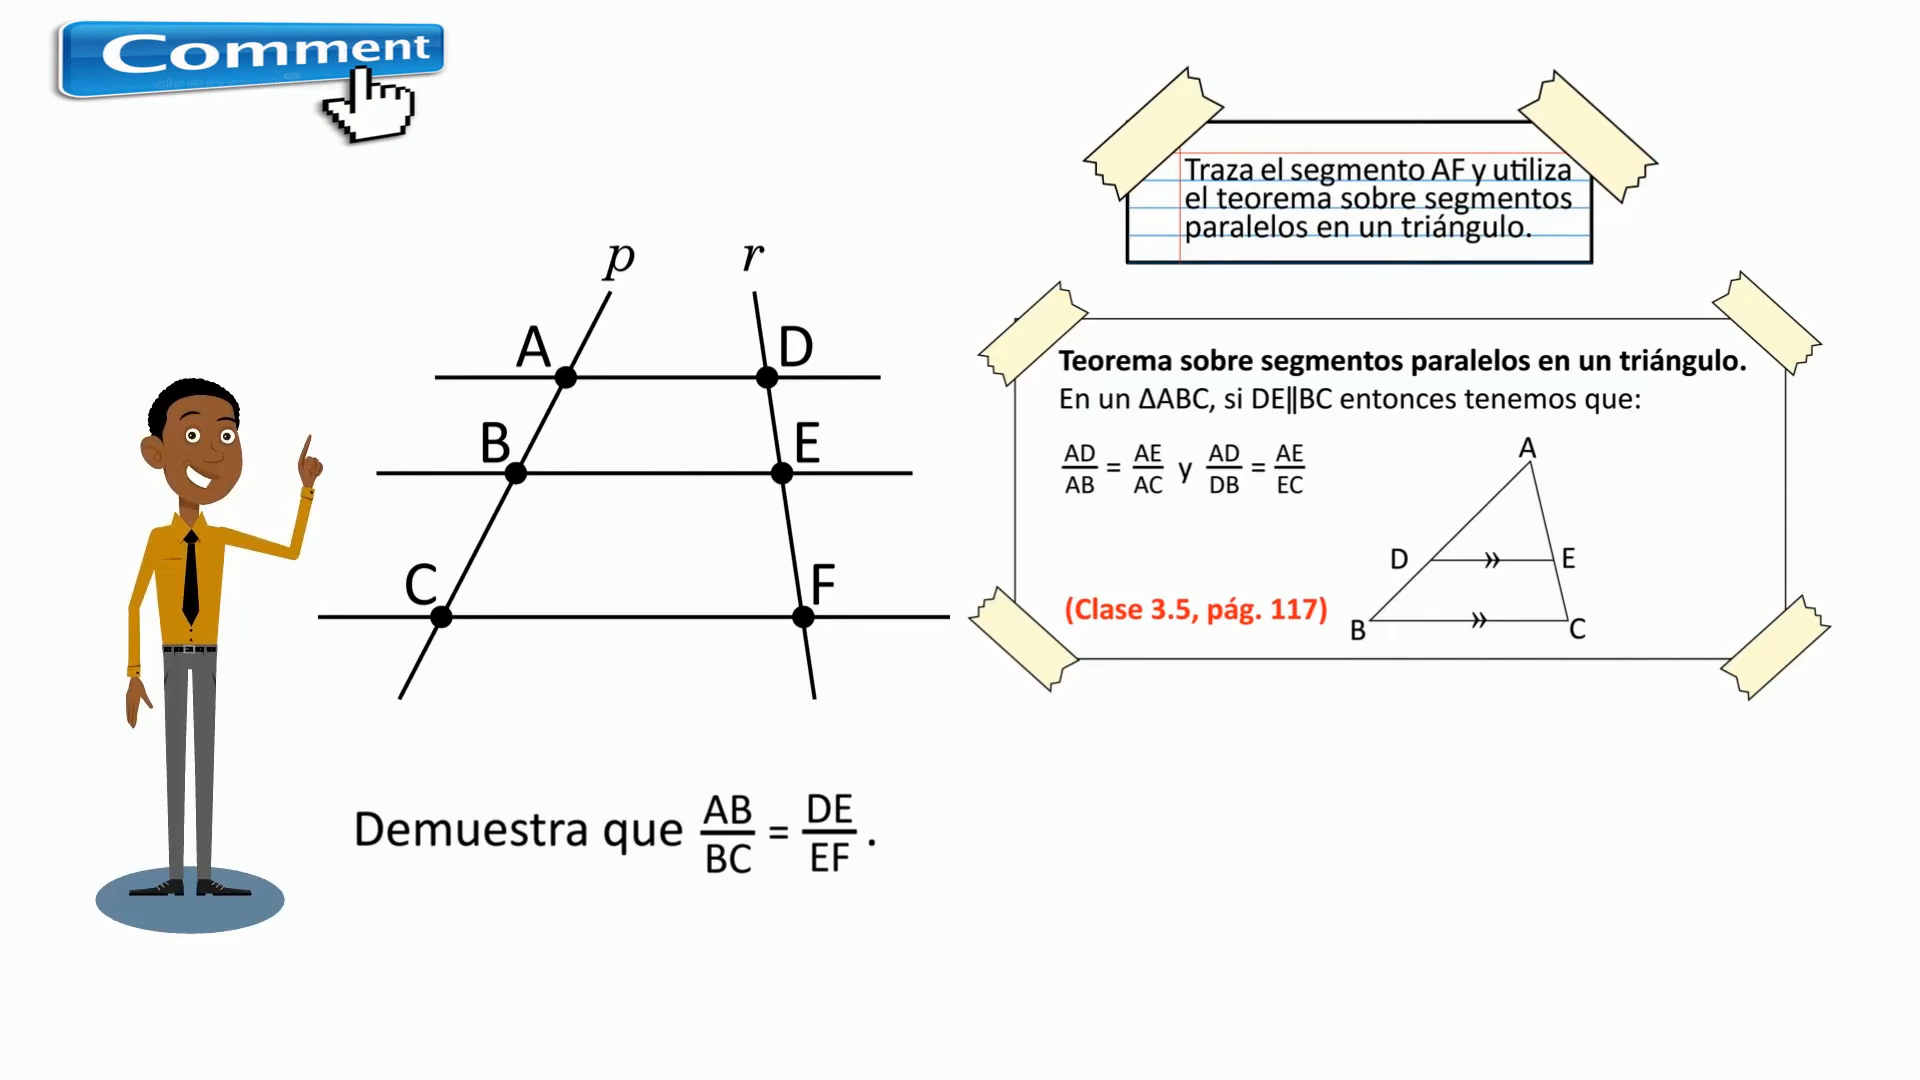 Comment
Traza el segmento AF y utiliza
el teorema sobre segmentos
paralelos en un triángulo.
p r
A D
B E
C F
Teorema sobre segmentos paralelos en un triángulo.
En un ∆ABC, si DE∥BC entonces tenemos que:
AD/AB = AE/AC y AD/DB = AE/EC
A
D E
(Clase 3.5, pág. 117)
B C
Demuestra que AB/BC = DE/EF .